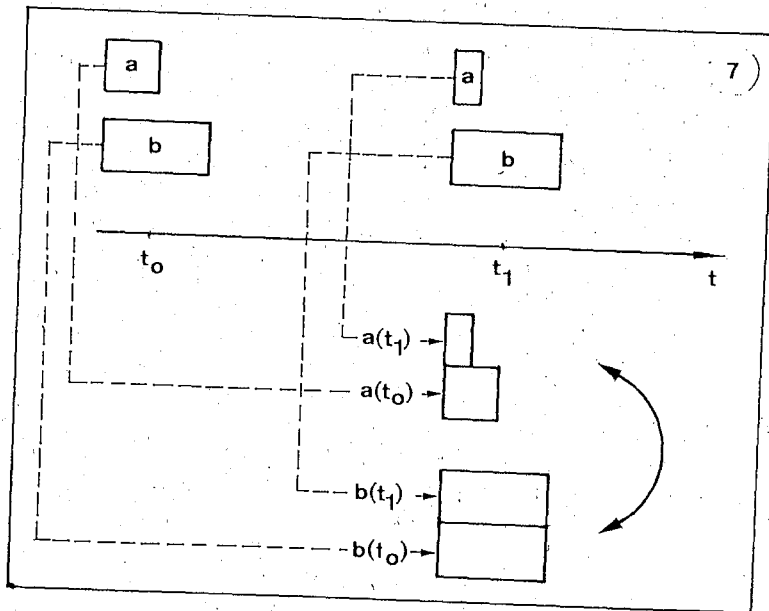 7)
a a
b b
t₀ t₁ t
a(t₁)
a(t₀)
b(t₁)
b(t₀)